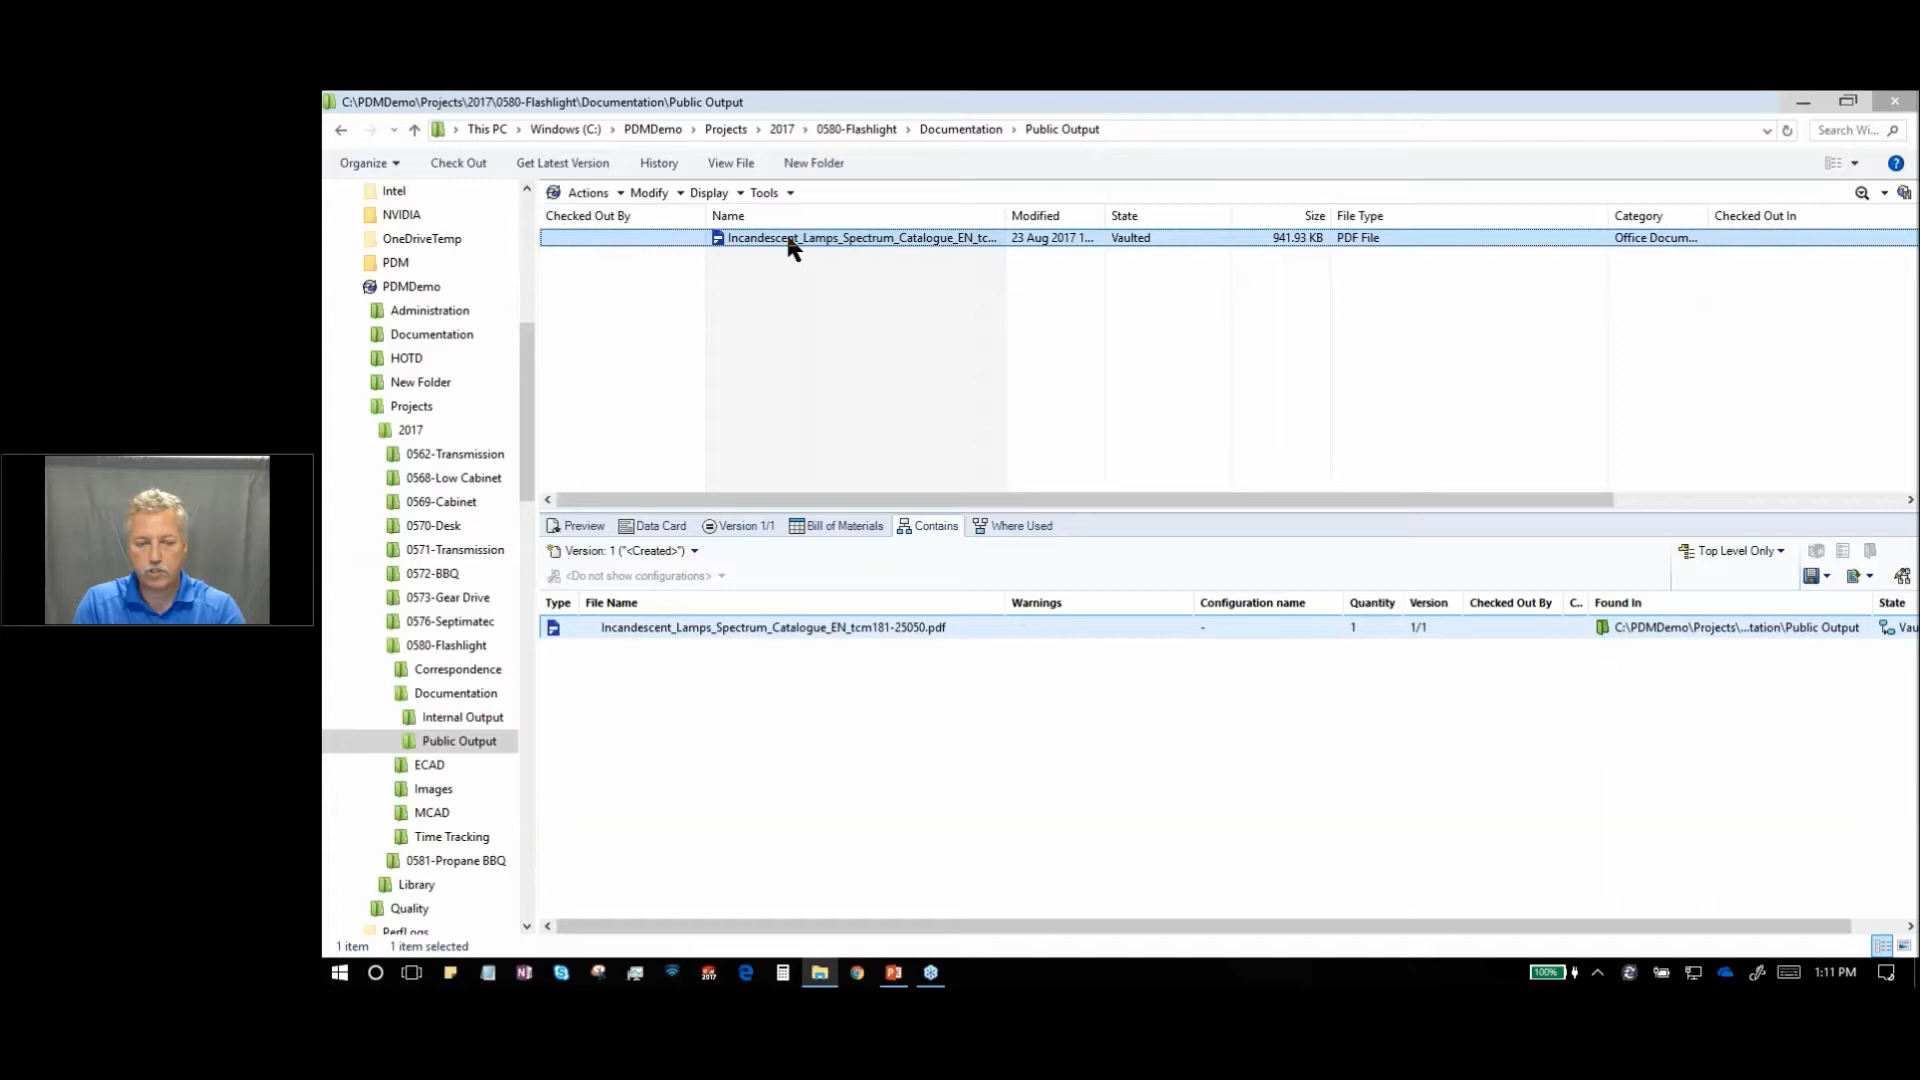 C:\PDMDemo\Projects\2017\0580-Flashlight\Documentation\Public Output
This PC > Windows (C:) > PDMDemo > Projects > 2017 > 0580-Flashlight > Documentation > Public Output
Search Wi...
Organize Check Out Get Latest Version History View File New Folder
Intel
NVIDIA
OneDriveTemp
PDM
PDMDemo
Administration
Documentation
HOTD
New Folder
Projects
2017
0562-Transmission
0568-Low Cabinet
0569-Cabinet
0570-Desk
0571-Transmission
0572-BBQ
0573-Gear Drive
0576-Septimatec
0580-Flashlight
Correspondence
Documentation
Internal Output
Public Output
ECAD
Images
MCAD
Time Tracking
0581-Propane BBQ
Library
Quality
PerfLogs
Actions Modify Display Tools
Checked Out By Name Modified State Size File Type Category Checked Out In
Incandescent_Lamps_Spectrum_Catalogue_EN_tc... 23 Aug 2017 1... Vaulted 941.93 KB PDF File Office Docum...
Preview Data Card Version 1/1 Bill of Materials Contains Where Used
Version: 1 ("<Created>") Top Level Only
<Do not show configurations>
Type File Name Warnings Configuration name Quantity Version Checked Out By C.. Found In State
Incandescent_Lamps_Spectrum_Catalogue_EN_tcm181-25050.pdf - 1 1/1 C:\PDMDemo\Projects\...tation\Public Output Vau
1 item 1 item selected
100% 1:11 PM